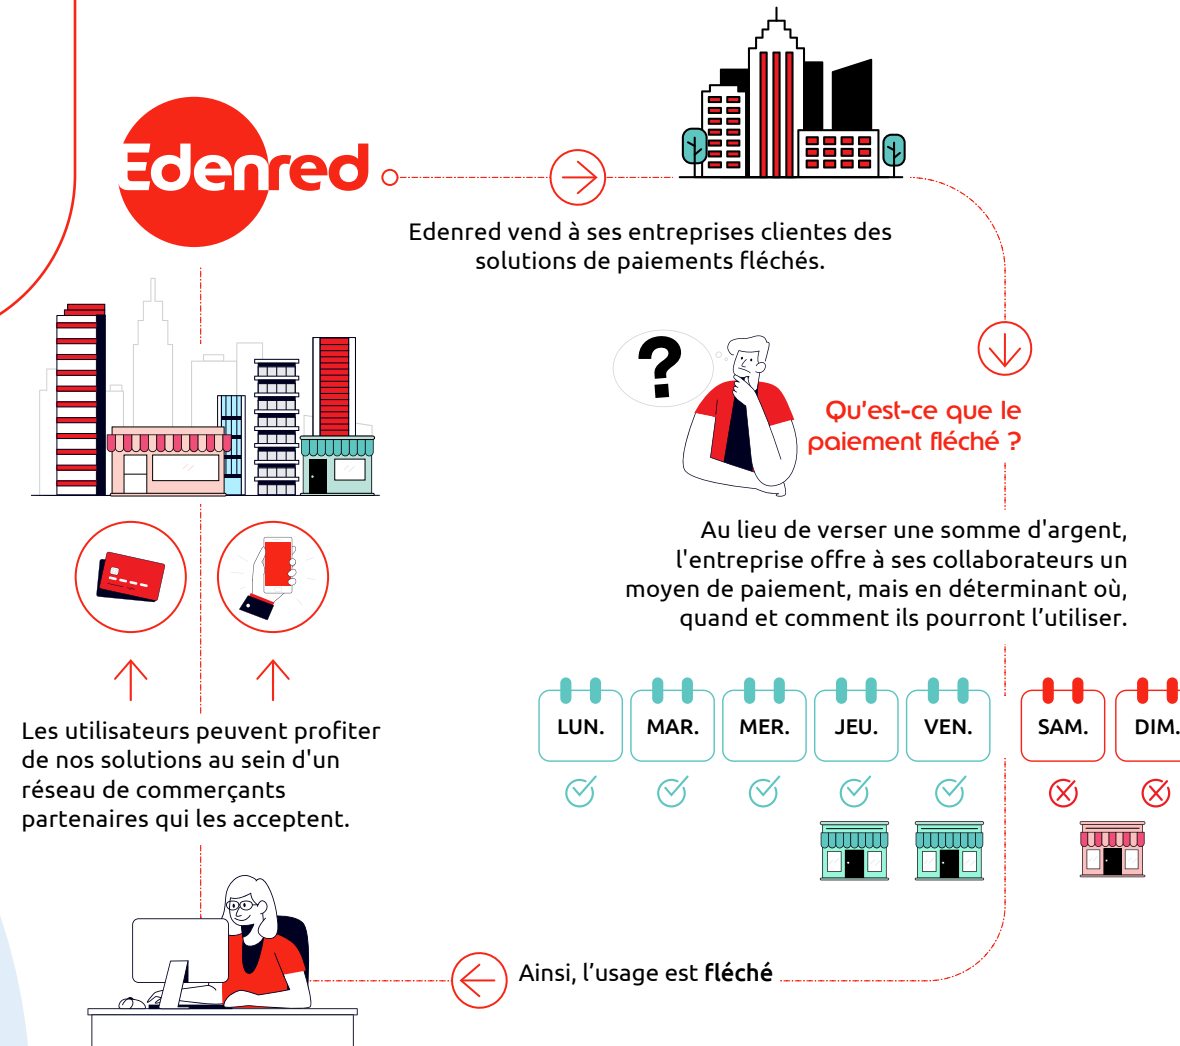 Edenred
Edenred vend à ses entreprises clientes des
solutions de paiements fléchés.
?
Qu'est-ce que le
paiement fléché ?
Au lieu de verser une somme d'argent,
l'entreprise offre à ses collaborateurs un
moyen de paiement, mais en déterminant où,
quand et comment ils pourront l’utiliser.
LUN. MAR. MER. JEU. VEN. SAM. DIM.
Ainsi, l’usage est fléché
Les utilisateurs peuvent profiter
de nos solutions au sein d'un
réseau de commerçants
partenaires qui les acceptent.